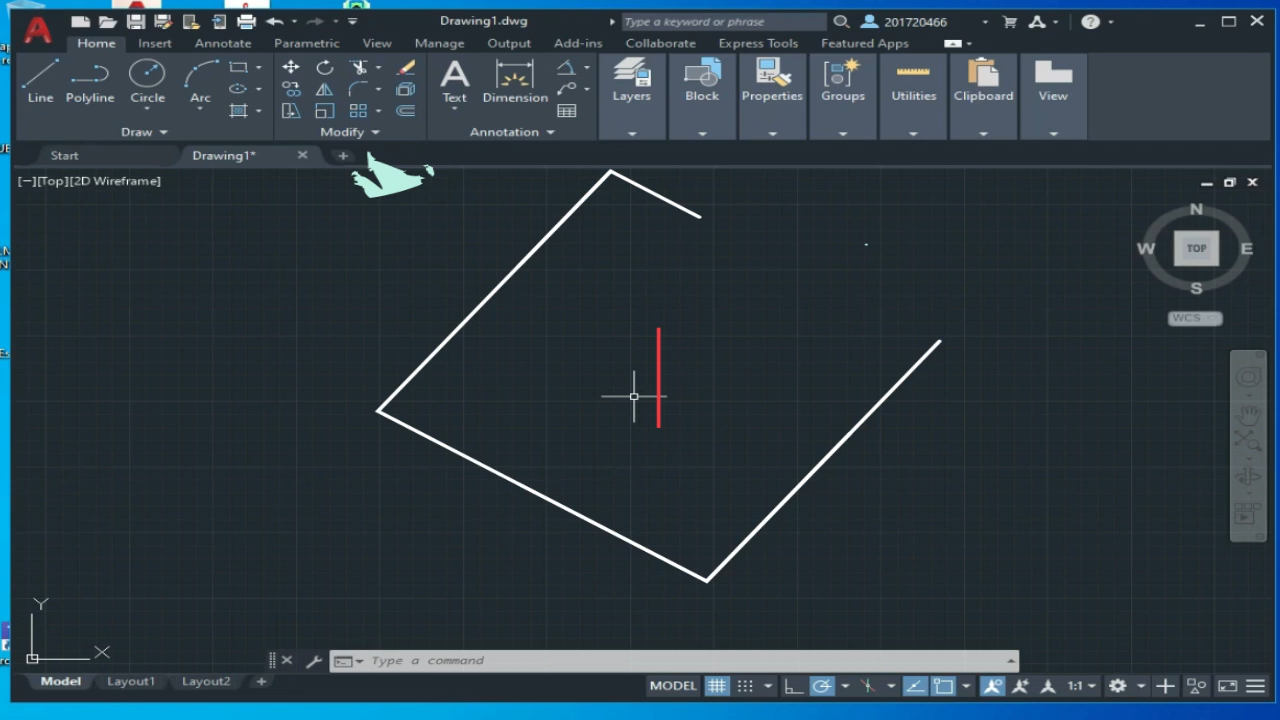 Drawing1.dwg
Type a keyword or phrase
201720466
Home Insert Annotate Parametric View Manage Output Add-ins Collaborate Express Tools Featured Apps
Line Polyline Circle Arc Text Dimension Layers Block Properties Groups Utilities Clipboard View
Draw Modify Annotation
Start Drawing1*
[−][Top][2D Wireframe]
N
W TOP E
S
WCS
Y
X
Type a command
Model Layout1 Layout2 + MODEL 1:1